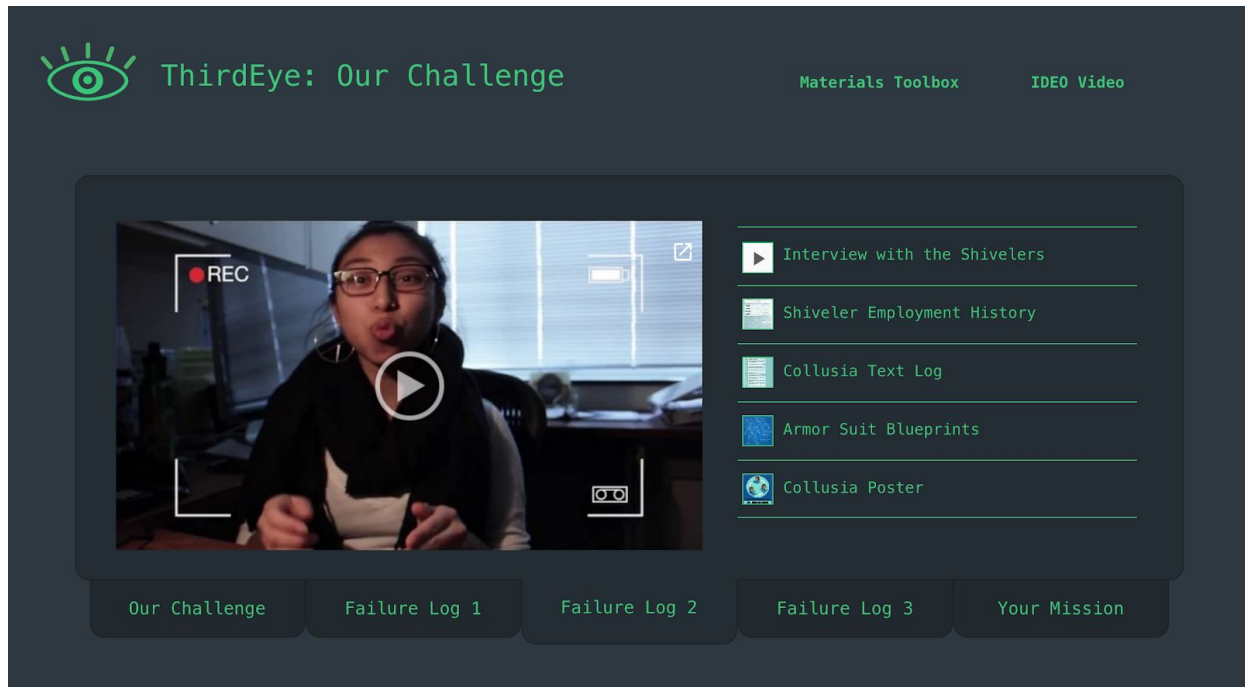 ThirdEye: Our Challenge
Materials Toolbox
IDEO Video
REC
Interview with the Shivelers
Shiveler Employment History
Collusia Text Log
Armor Suit Blueprints
Collusia Poster
Our Challenge
Failure Log 1
Failure Log 2
Failure Log 3
Your Mission